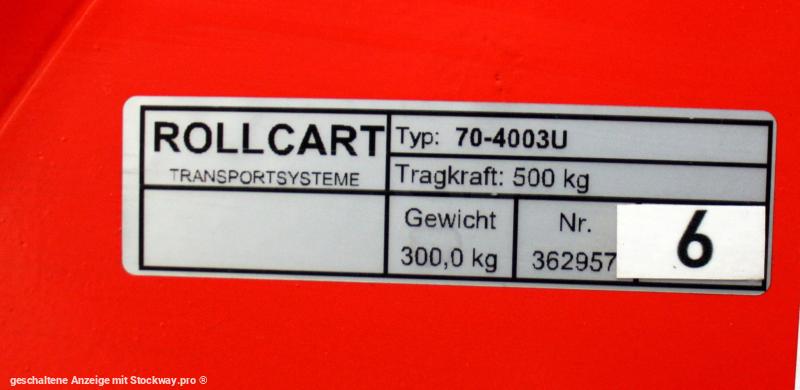 ROLLCART
TRANSPORTSYSTEME
Typ: 70-4003U
Tragkraft: 500 kg
Gewicht
300,0 kg
Nr.
362957
6
geschaltene Anzeige mit Stockway.pro ®